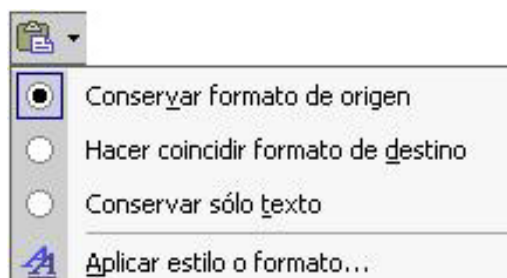 Conservar formato de origen
Hacer coincidir formato de destino
Conservar sólo texto
Aplicar estilo o formato...